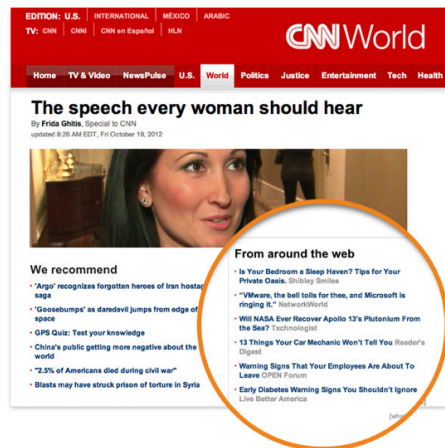 EDITION: U.S. INTERNATIONAL MÉXICO ARABIC
TV: CNN CNNi CNN en Español HLN
CNN World
Home TV & Video NewsPulse U.S. World Politics Justice Entertainment Tech Health
The speech every woman should hear
By Frida Ghitis, Special to CNN
updated 8:26 AM EDT, Fri October 19, 2012
We recommend
'Argo' recognizes forgotten heroes of Iran hostag
saga
'Goosebumps' as daredevil jumps from edge of
space
GPS Quiz: Test your knowledge
China's public getting more negative about the
world
"2.5% of Americans died during civil war"
Blasts may have struck prison of torture in Syria
From around the web
Is Your Bedroom a Sleep Haven? Tips for Your
Private Oasis. Shibley Smiles
"VMware, the bell tolls for thee, and Microsoft is
ringing it." NetworkWorld
Will NASA Ever Recover Apollo 13's Plutonium From
the Sea? Txchnologist
13 Things Your Car Mechanic Won't Tell You Reader's
Digest
Warning Signs That Your Employees Are About To
Leave OPEN Forum
Early Diabetes Warning Signs You Shouldn't Ignore
Live Better America